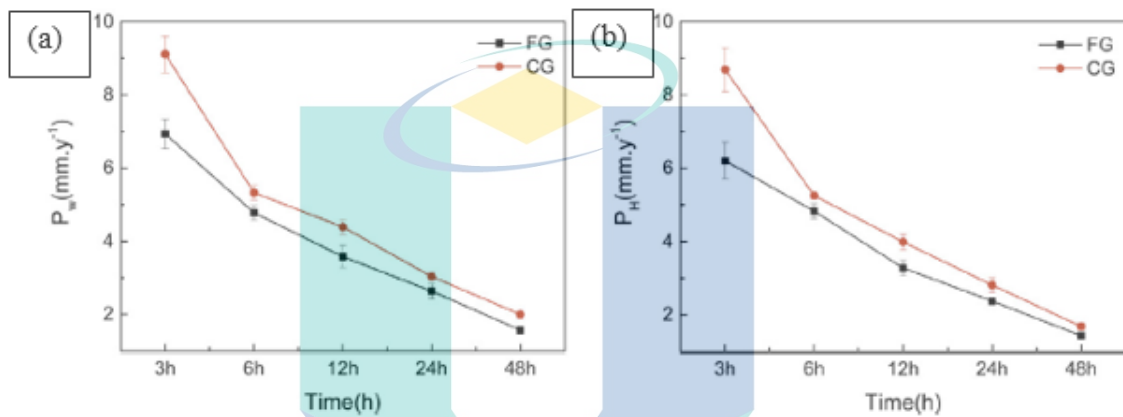 (a)
10
8
6
4
2
P_w(mm.y⁻¹)
FG
CG
3h 6h 12h 24h 48h
Time(h)
(b)
10
8
6
4
2
P_H(mm.y⁻¹)
FG
CG
3h 6h 12h 24h 48h
Time(h)